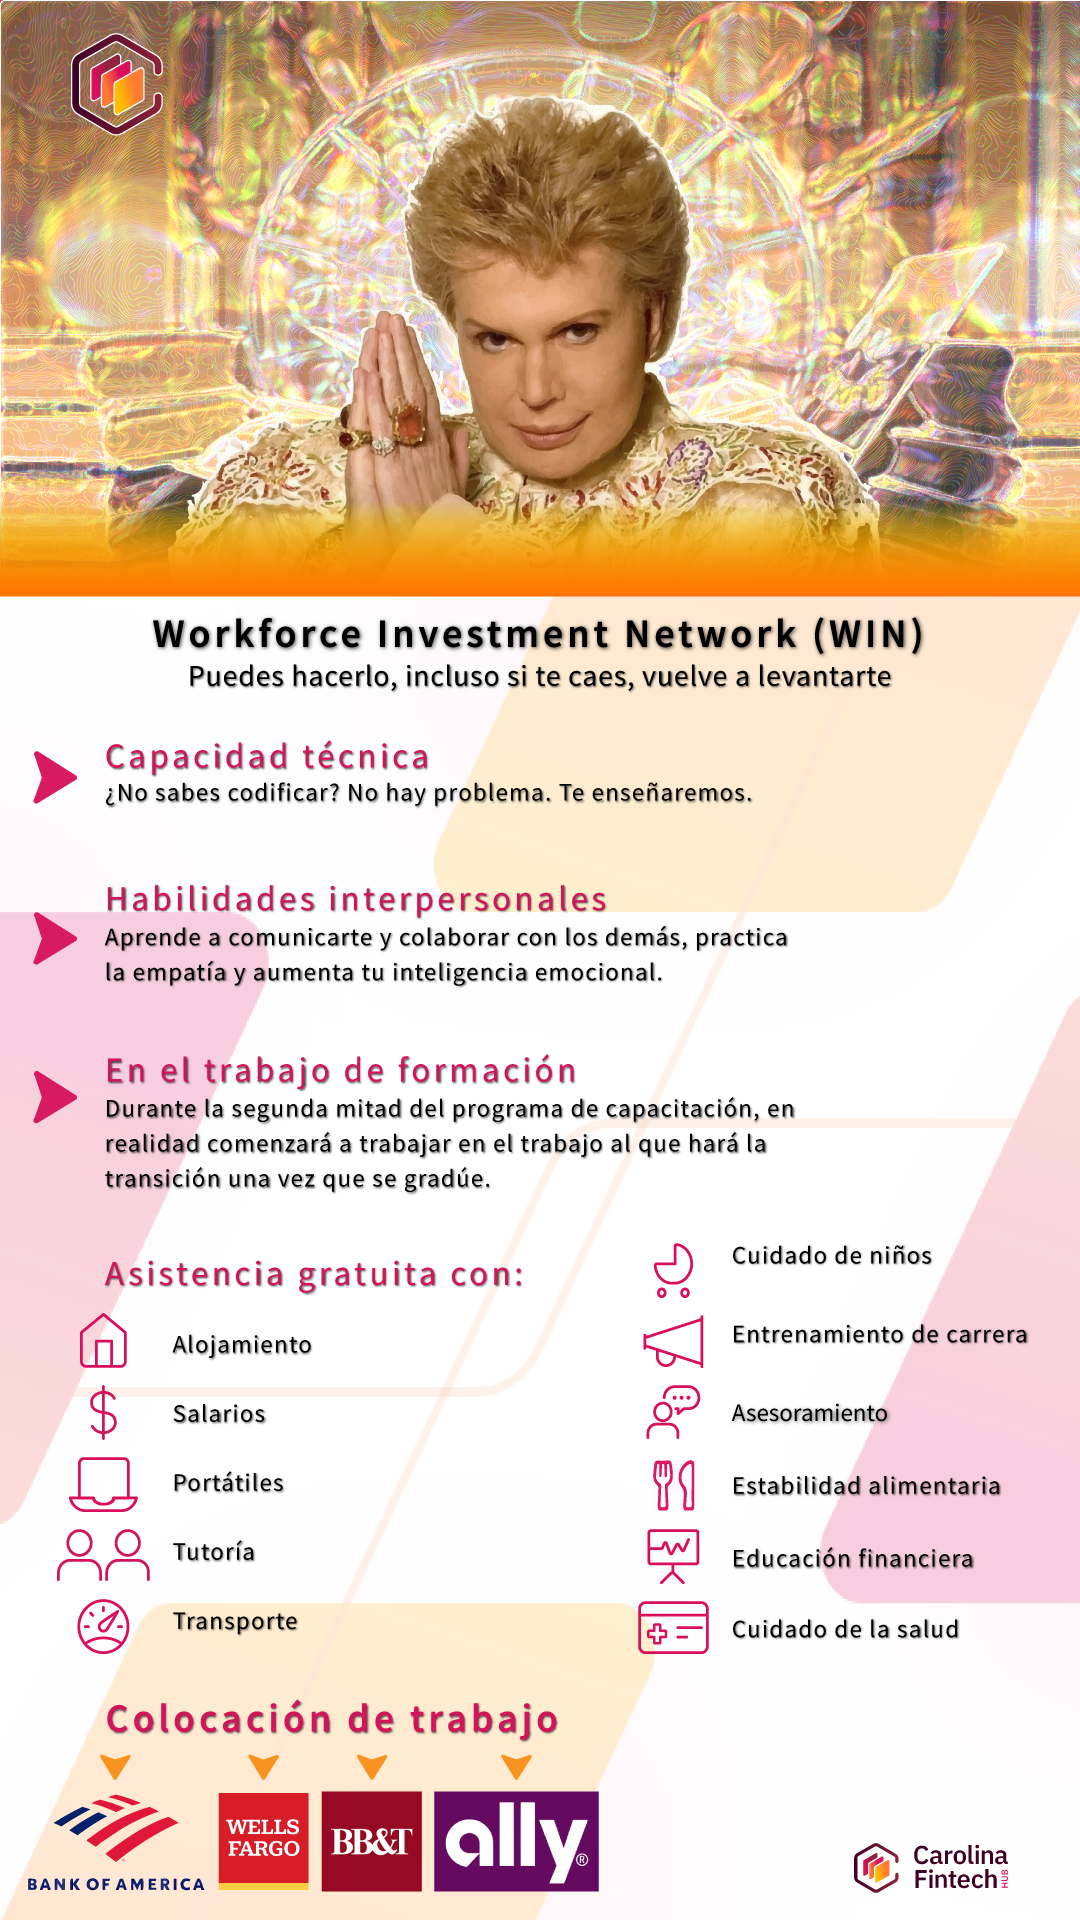 Workforce Investment Network (WIN)
Puedes hacerlo, incluso si te caes, vuelve a levantarte
Capacidad técnica
¿No sabes codificar? No hay problema. Te enseñaremos.
Habilidades interpersonales
Aprende a comunicarte y colaborar con los demás, practica
la empatía y aumenta tu inteligencia emocional.
En el trabajo de formación
Durante la segunda mitad del programa de capacitación, en
realidad comenzará a trabajar en el trabajo al que hará la
transición una vez que se gradúe.
Asistencia gratuita con:
Alojamiento
Salarios
Portátiles
Tutoría
Transporte
Cuidado de niños
Entrenamiento de carrera
Asesoramiento
Estabilidad alimentaria
Educación financiera
Cuidado de la salud
Colocación de trabajo
BANK OF AMERICA
WELLS
FARGO
BB&T
ally®
Carolina
Fintech
HUB